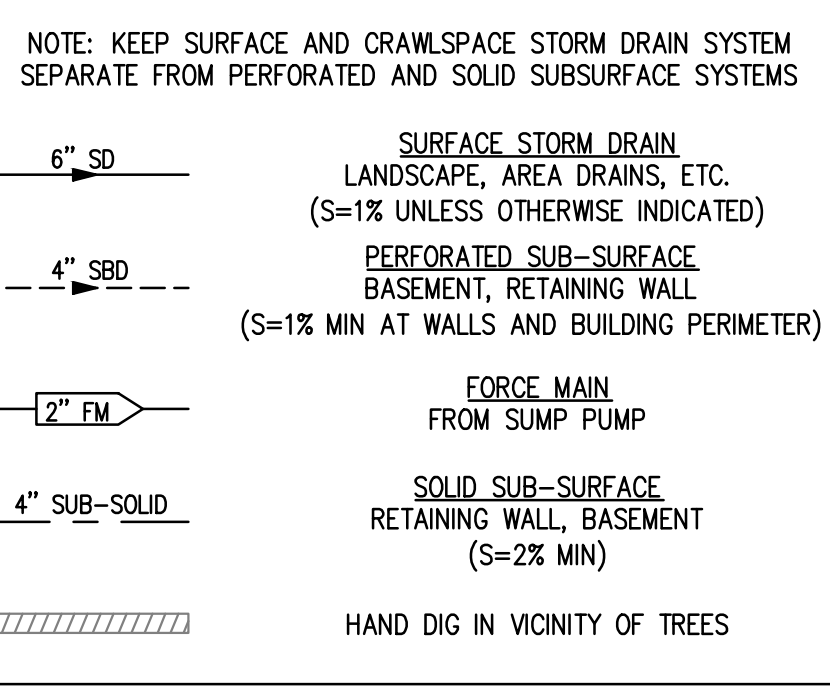 NOTE: KEEP SURFACE AND CRAWLSPACE STORM DRAIN SYSTEM
SEPARATE FROM PERFORATED AND SOLID SUBSURFACE SYSTEMS
6" SD
SURFACE STORM DRAIN
LANDSCAPE, AREA DRAINS, ETC.
(S=1% UNLESS OTHERWISE INDICATED)
4" SBD
PERFORATED SUB-SURFACE
BASEMENT, RETAINING WALL
(S=1% MIN AT WALLS AND BUILDING PERIMETER)
2" FM
FORCE MAIN
FROM SUMP PUMP
4" SUB-SOLID
SOLID SUB-SURFACE
RETAINING WALL, BASEMENT
(S=2% MIN)
HAND DIG IN VICINITY OF TREES